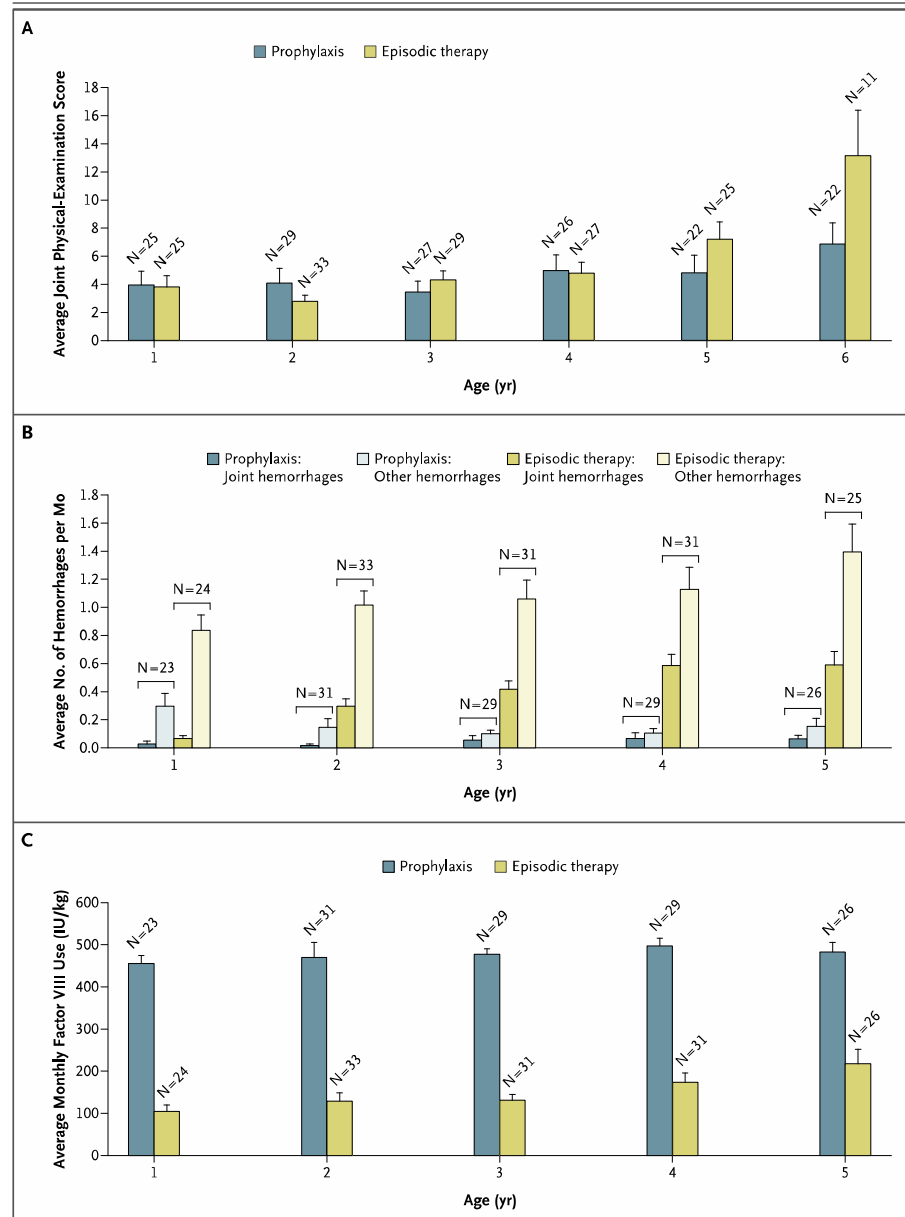 A
Prophylaxis Episodic therapy
Average Joint Physical-Examination Score
18
16
14
12
10
8
6
4
2
0
N=25
N=25
N=29
N=33
N=27
N=29
N=26
N=27
N=22
N=25
N=22
N=11
1 2 3 4 5 6
Age (yr)
B
Prophylaxis: Prophylaxis: Episodic therapy: Episodic therapy:
Joint hemorrhages Other hemorrhages Joint hemorrhages Other hemorrhages
Average No. of Hemorrhages per Mo
1.8
1.6
1.4
1.2
1.0
0.8
0.6
0.4
0.2
0.0
N=23
N=24
N=31
N=33
N=29
N=31
N=29
N=31
N=26
N=25
1 2 3 4 5
Age (yr)
C
Prophylaxis Episodic therapy
Average Monthly Factor VIII Use (IU/kg)
600
500
400
300
200
100
0
N=23
N=24
N=31
N=33
N=29
N=31
N=29
N=31
N=26
N=26
1 2 3 4 5
Age (yr)